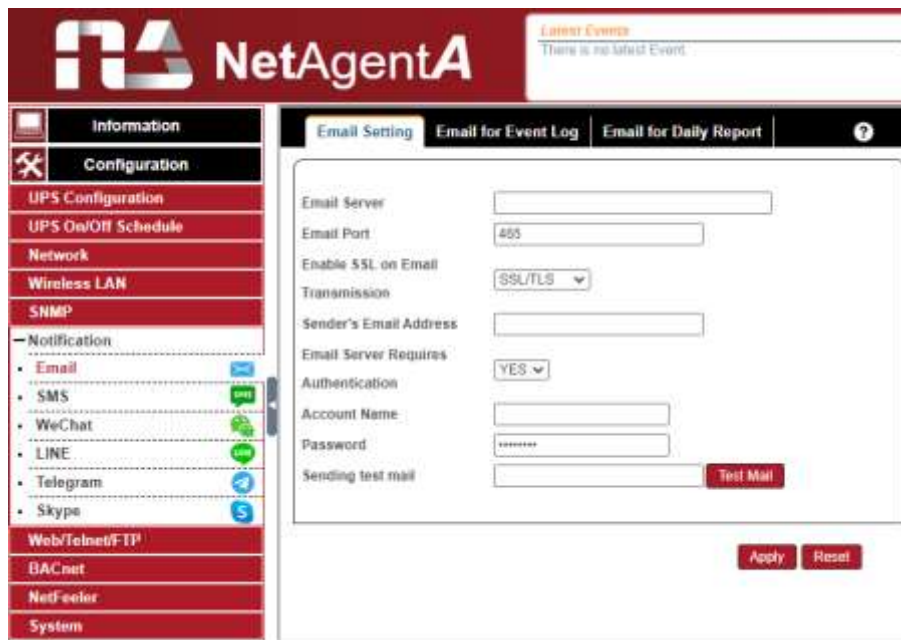 NetAgentA
Latest Events
There is no latest Event.
Information
Configuration
UPS Configuration
UPS On/Off Schedule
Network
Wireless LAN
SNMP
Notification
Email
SMS
WeChat
LINE
Telegram
Skype
Web/Telnet/FTP
BACnet
NetFeeler
System
Email Setting Email for Event Log Email for Daily Report ?
Email Server
Email Port 465
Enable SSL on Email
Transmission SSL/TLS
Sender's Email Address
Email Server Requires
Authentication YES
Account Name
Password ••••••••
Sending test mail Test Mail
Apply Reset